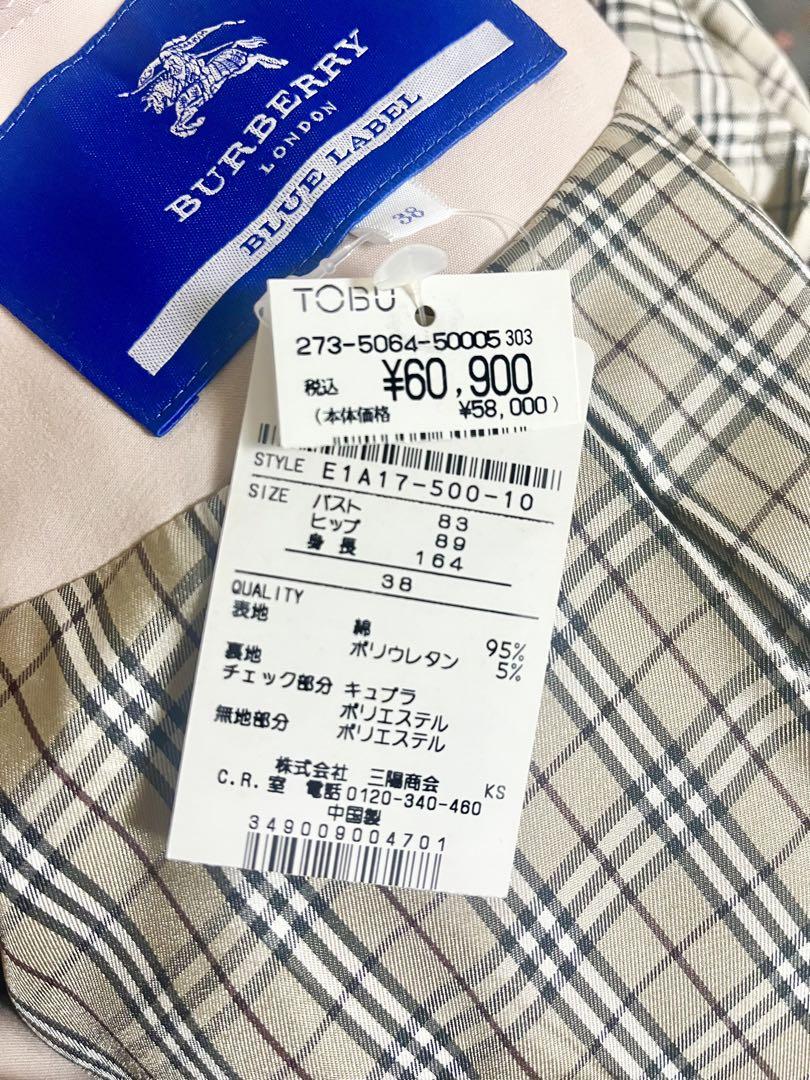 BURBERRY
LONDON
BLUE LABEL
38
TOBU
273-5064-50005 303
税込 ¥60,900
(本体価格 ¥58,000)
STYLE E1A17-500-10
SIZE バスト 83
ヒップ 89
身長 164
38
QUALITY
表地 綿 95%
ポリウレタン 5%
裏地
チェック部分 キュプラ
ポリエステル
無地部分 ポリエステル
株式会社 三陽商会 KS
C.R.室 電話0120-340-460
中国製
349009004701